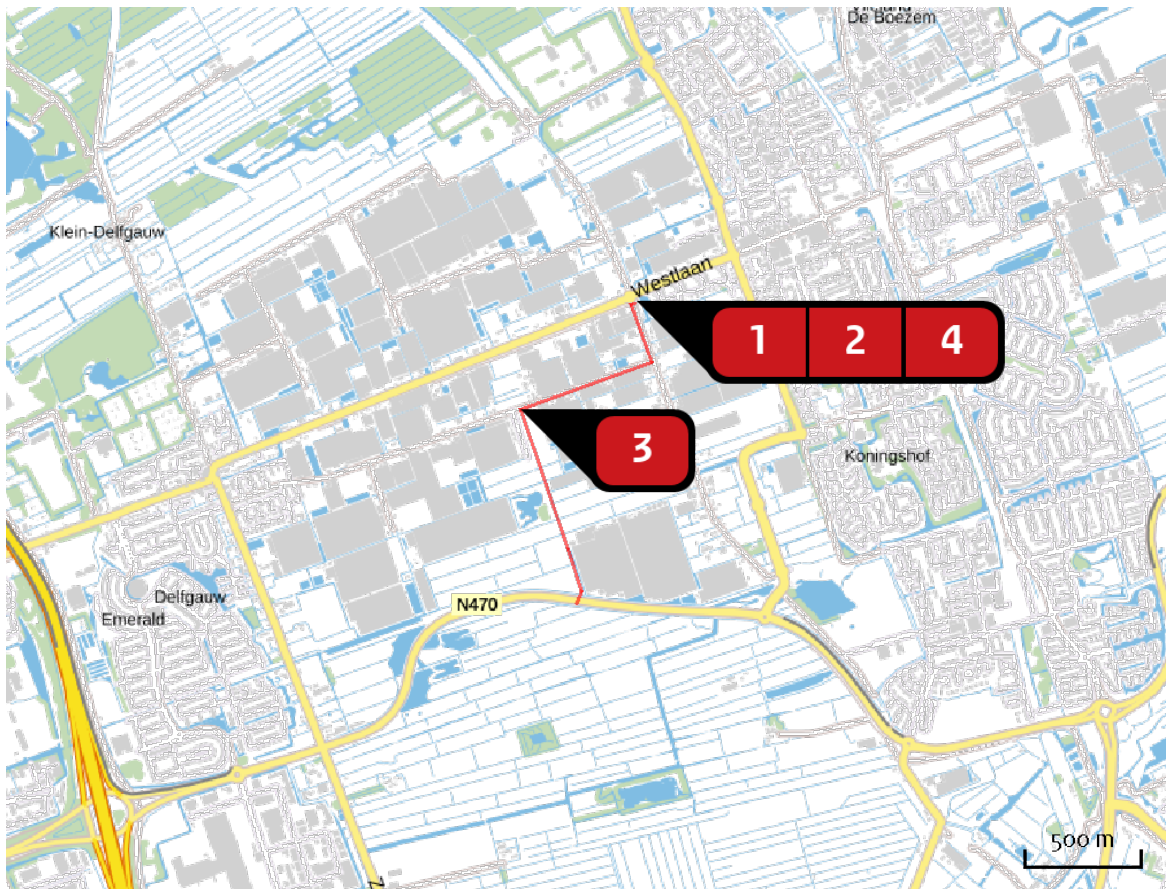 De Boezem
Klein-Delfgauw
Westlaan
1 2 4
3
Koningshof
Delfgauw
Emerald
N470
500 m